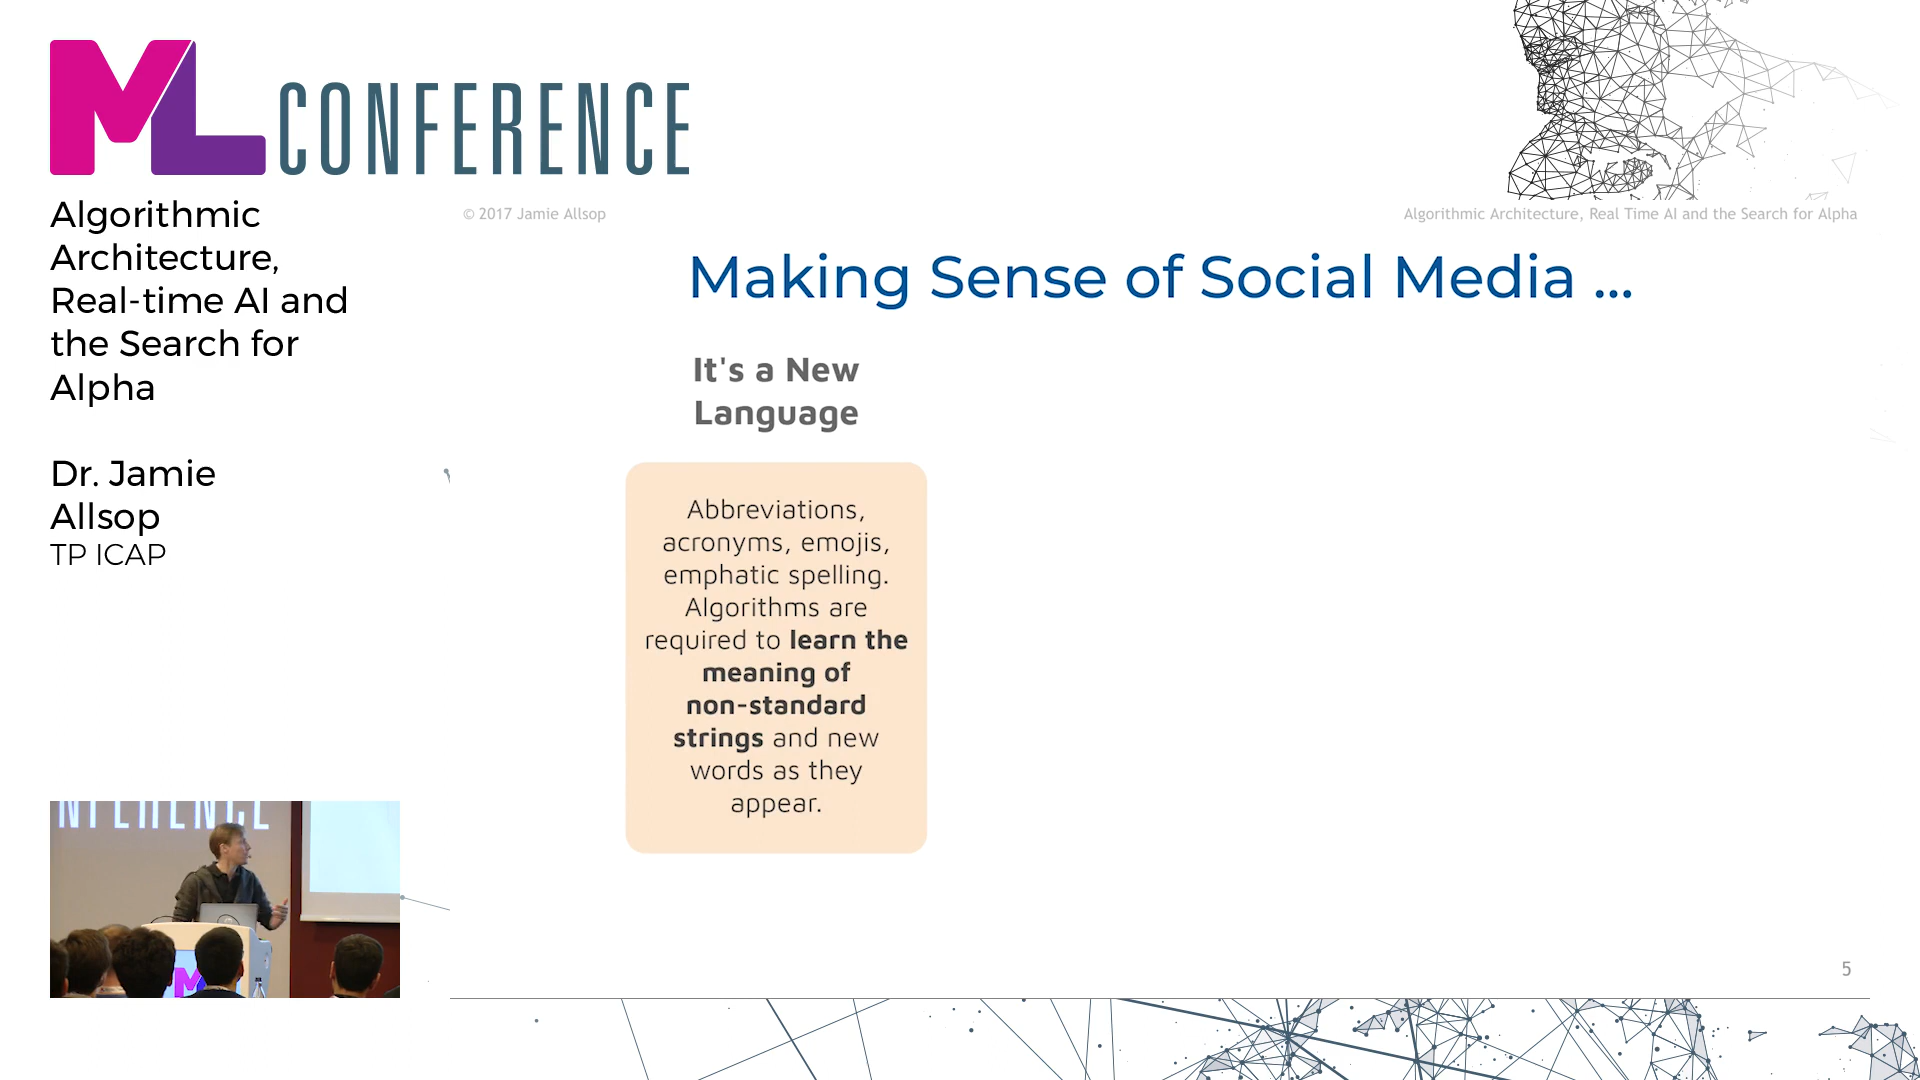 ML CONFERENCE
Algorithmic
Architecture,
Real-time AI and
the Search for
Alpha
Dr. Jamie
Allsop
TP ICAP
© 2017 Jamie Allsop
Algorithmic Architecture, Real Time AI and the Search for Alpha
Making Sense of Social Media ...
It's a New
Language
Abbreviations,
acronyms, emojis,
emphatic spelling.
Algorithms are
required to learn the
meaning of
non-standard
strings and new
words as they
appear.
5
NFERENCE
M